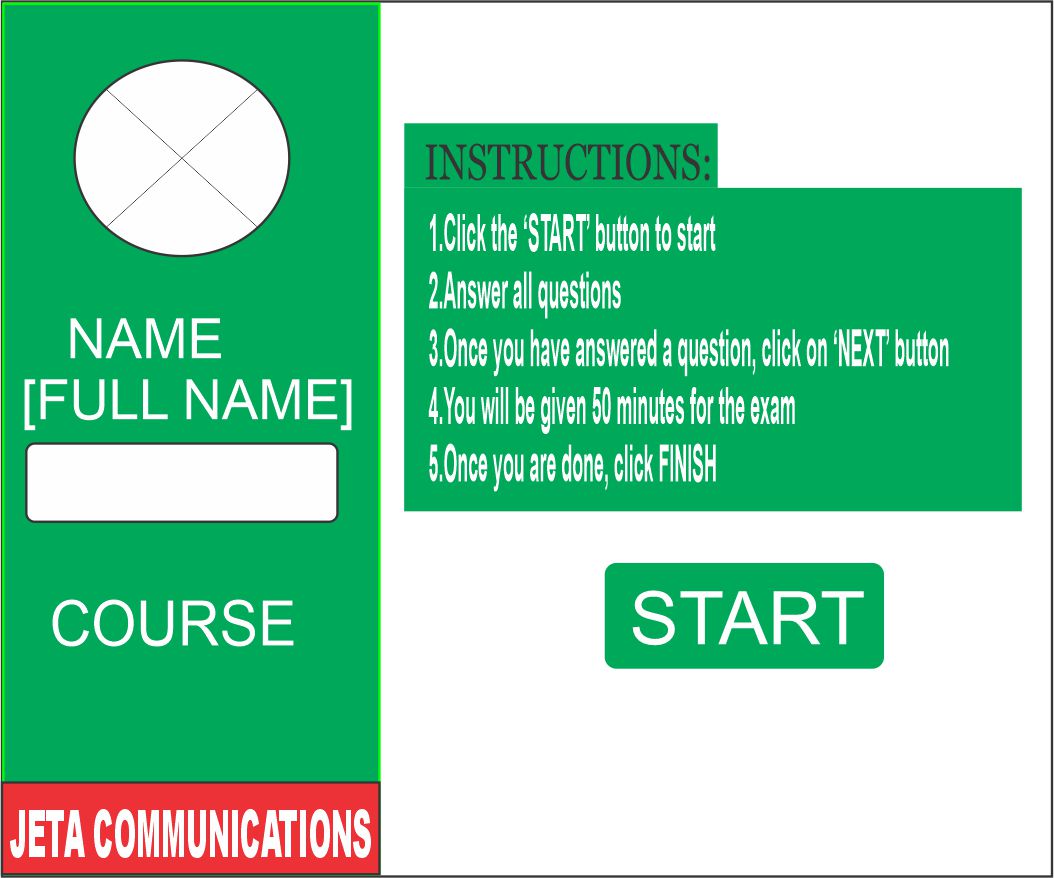 NAME
[FULL NAME]
COURSE
JETA COMMUNICATIONS
INSTRUCTIONS:
1.Click the ‘START’ button to start
2.Answer all questions
3.Once you have answered a question, click on ‘NEXT’ button
4.You will be given 50 minutes for the exam
5.Once you are done, click FINISH
START